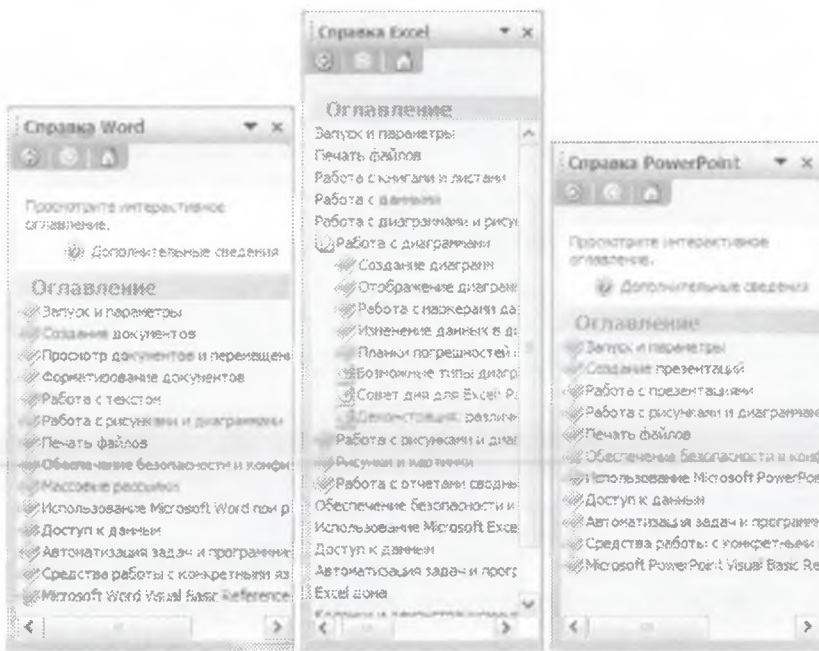 Справка Word
Просмотрите интерактивное
оглавление.
Дополнительные сведения
Оглавление
Запуск и параметры
Создание документов
Просмотр документов и перемещени
Форматирование документов
Работа с текстом
Работа с рисунками и диаграммами
Печать файлов
Обеспечение безопасности и конфи
Массовые рассылки
Использование Microsoft Word при р
Доступ к данным
Автоматизация задач и программи
Средства работы с конкретными яз
Microsoft Word Visual Basic Reference
Справка Excel
Оглавление
Запуск и параметры
Печать файлов
Работа с книгами и листами
Работа с данными
Работа с диаграммами и рису
Работа с диаграммами
Создание диаграмм
Отображение диаграмм
Работа с маркерами да
Изменение данных в ди
Планки погрешностей
Возможные типы диагр
Совет дня для Excel
Демонстрация: различ
Работа с рисунками и диаг
Рисунки и картинки
Работа с отчетами сводны
Обеспечение безопасности и
Использование Microsoft Exce
Доступ к данным
Автоматизация задач и прогр
Excel дома
Справка PowerPoint
Просмотрите интерактивное
оглавление.
Дополнительные сведения
Оглавление
Запуск и параметры
Создание презентаций
Работа с презентациями
Работа с рисунками и диаграммам
Печать файлов
Обеспечение безопасности и конф
Использование Microsoft PowerPoi
Доступ к данным
Автоматизация задач и программ
Средства работы с конкретными
Microsoft PowerPoint Visual Basic Re